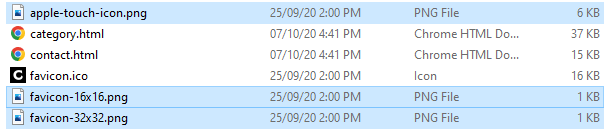 apple-touch-icon.png 25/09/20 2:00 PM PNG File 6 KB
category.html 07/10/20 4:41 PM Chrome HTML Do... 37 KB
contact.html 07/10/20 4:41 PM Chrome HTML Do... 15 KB
C favicon.ico 25/09/20 2:00 PM Icon 16 KB
favicon-16x16.png 25/09/20 2:00 PM PNG File 1 KB
favicon-32x32.png 25/09/20 2:00 PM PNG File 1 KB